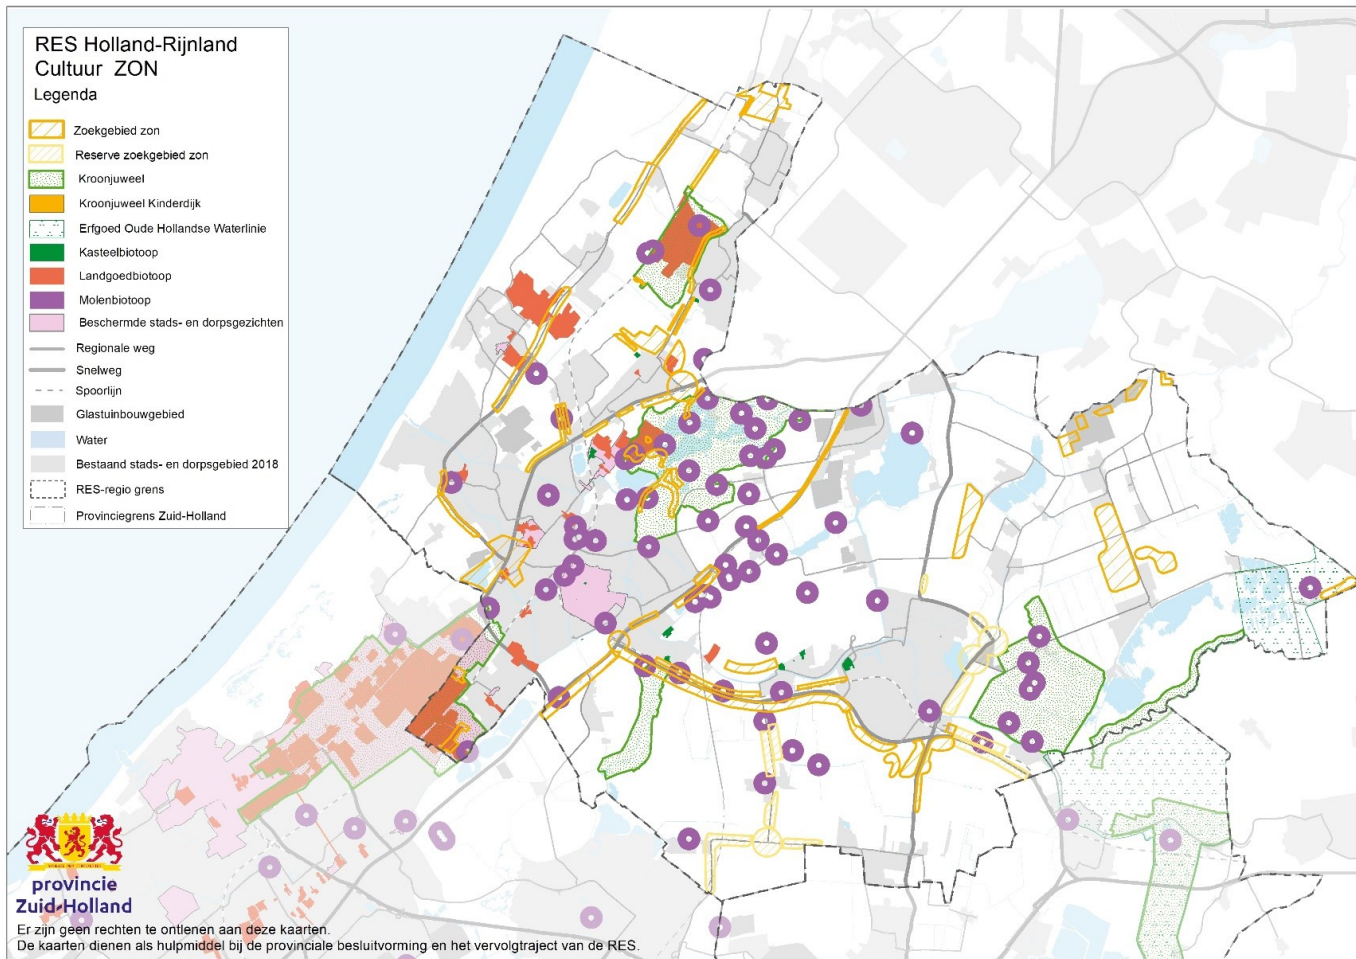 RES Holland-Rijnland
Cultuur ZON
Legenda
Zoekgebied zon
Reserve zoekgebied zon
Kroonjuweel
Kroonjuweel Kinderdijk
Erfgoed Oude Hollandse Waterlinie
Kasteelbiotoop
Landgoedbiotoop
Molenbiotoop
Beschermde stads- en dorpsgezichten
Regionale weg
Snelweg
Spoorlijn
Glastuinbouwgebied
Water
Bestaand stads- en dorpsgebied 2018
RES-regio grens
Provinciegrens Zuid-Holland
provincie
Zuid-Holland
Er zijn geen rechten te ontlenen aan deze kaarten.
De kaarten dienen als hulpmiddel bij de provinciale besluitvorming en het vervolgtraject van de RES.